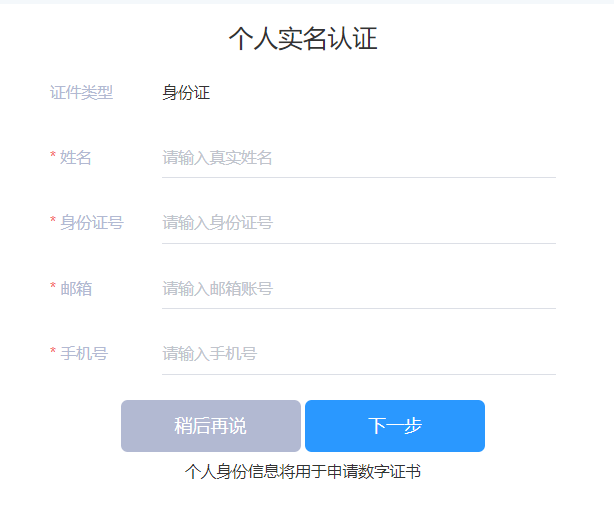 个人实名认证
证件类型 身份证
* 姓名 请输入真实姓名
* 身份证号 请输入身份证号
* 邮箱 请输入邮箱账号
* 手机号 请输入手机号
稍后再说 下一步
个人身份信息将用于申请数字证书